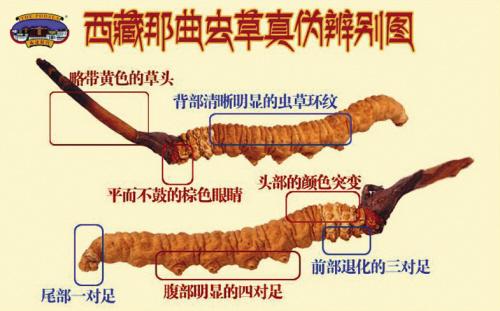 西藏那曲虫草真伪辨别图
略带黄色的草头
背部清晰明显的虫草环纹
平而不鼓的棕色眼睛
头部的颜色突变
前部退化的三对足
尾部一对足
腹部明显的四对足